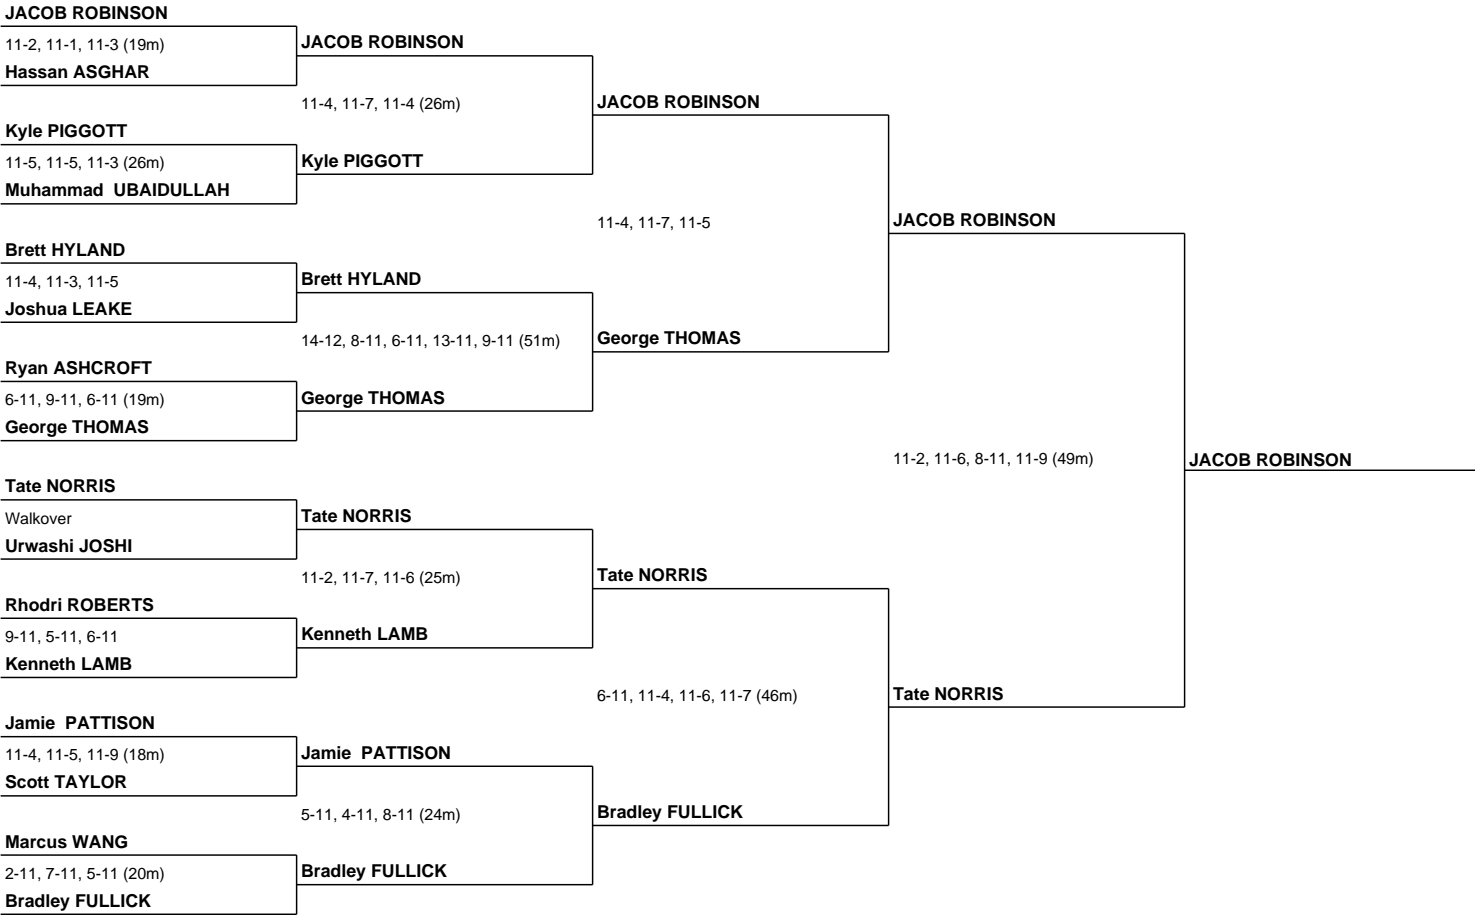 JACOB ROBINSON
11-2, 11-1, 11-3 (19m)
Hassan ASGHAR
Kyle PIGGOTT
11-5, 11-5, 11-3 (26m)
Muhammad  UBAIDULLAH
Brett HYLAND
11-4, 11-3, 11-5
Joshua LEAKE
Ryan ASHCROFT
6-11, 9-11, 6-11 (19m)
George THOMAS
Tate NORRIS
Walkover
Urwashi JOSHI
Rhodri ROBERTS
9-11, 5-11, 6-11
Kenneth LAMB
Jamie  PATTISON
11-4, 11-5, 11-9 (18m)
Scott TAYLOR
Marcus WANG
2-11, 7-11, 5-11 (20m)
Bradley FULLICK
JACOB ROBINSON
11-4, 11-7, 11-4 (26m)
Kyle PIGGOTT
Brett HYLAND
14-12, 8-11, 6-11, 13-11, 9-11 (51m)
George THOMAS
Tate NORRIS
11-2, 11-7, 11-6 (25m)
Kenneth LAMB
Jamie  PATTISON
5-11, 4-11, 8-11 (24m)
Bradley FULLICK
JACOB ROBINSON
11-4, 11-7, 11-5
George THOMAS
Tate NORRIS
6-11, 11-4, 11-6, 11-7 (46m)
Bradley FULLICK
JACOB ROBINSON
11-2, 11-6, 8-11, 11-9 (49m)
Tate NORRIS
JACOB ROBINSON